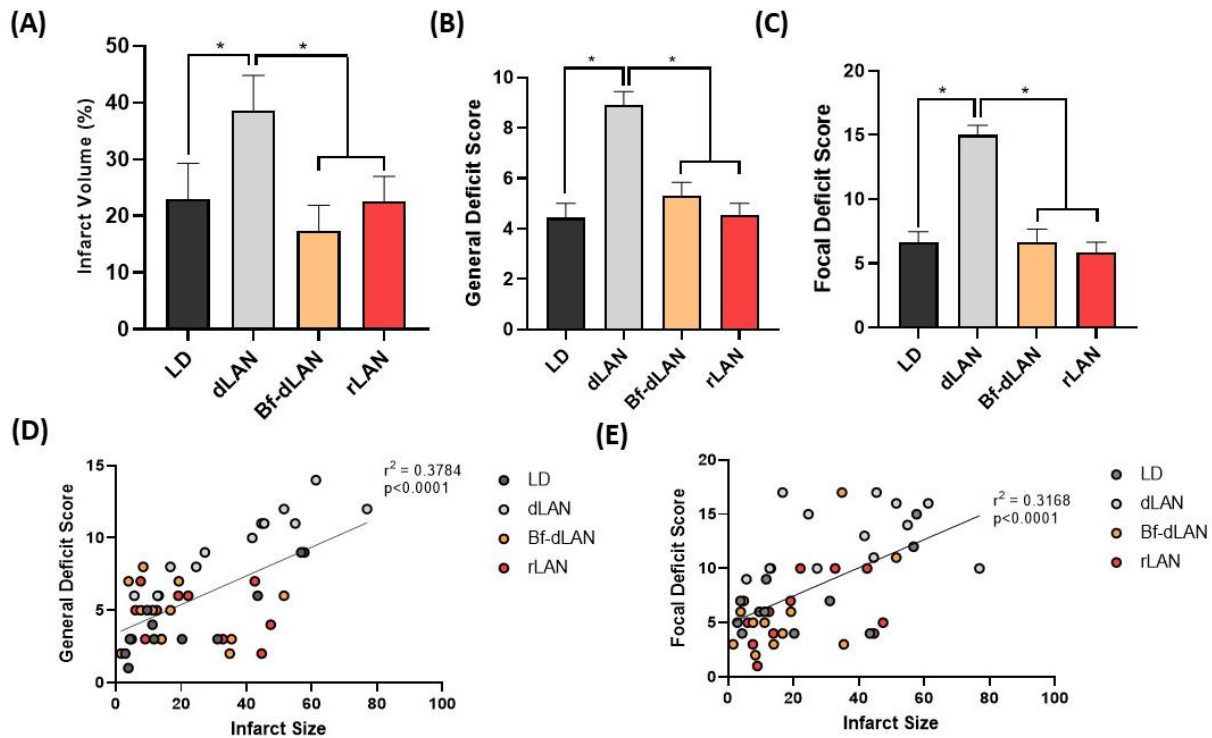 (A)
Infarct Volume (%)
50
40
30
20
10
0
*
*
LD
dLAN
Bf-dLAN
rLAN
(B)
General Deficit Score
10
8
6
4
2
0
*
*
LD
dLAN
Bf-dLAN
rLAN
(C)
Focal Deficit Score
20
15
10
5
0
*
*
LD
dLAN
Bf-dLAN
rLAN
(D)
General Deficit Score
15
10
5
0
0
20
40
60
80
100
Infarct Size
r² = 0.3784
p<0.0001
LD
dLAN
Bf-dLAN
rLAN
(E)
Focal Deficit Score
20
15
10
5
0
0
20
40
60
80
100
Infarct Size
r² = 0.3168
p<0.0001
LD
dLAN
Bf-dLAN
rLAN